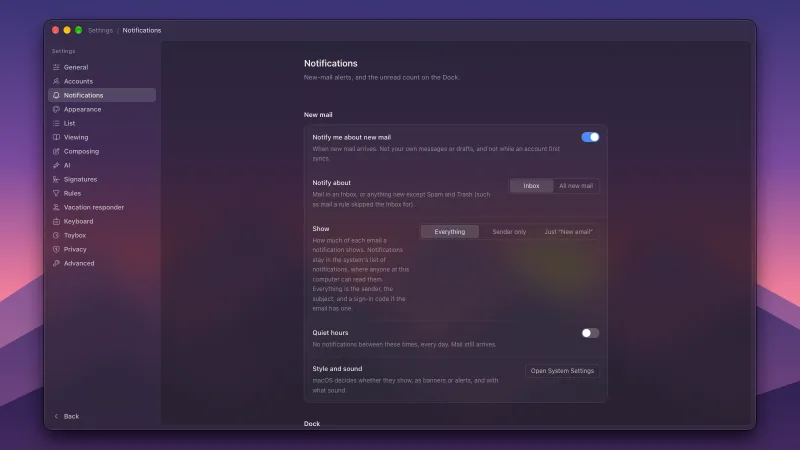 Settings / Notifications
Settings
General
Accounts
Notifications
Appearance
List
Viewing
Composing
AI
Signatures
Rules
Vacation responder
Keyboard
Toybox
Privacy
Advanced
Back
Notifications
New-mail alerts, and the unread count on the Dock.
New mail
Notify me about new mail
When new mail arrives. Not your own messages or drafts, and not while an account first
syncs.
Notify about
Mail in an Inbox, or anything new except Spam and Trash (such
as mail a rule skipped the Inbox for).
Inbox
All new mail
Show
How much of each email a
notification shows. Notifications
stay in the system's list of
notifications, where anyone at this
computer can read them.
Everything is the sender, the
subject, and a sign-in code if the
email has one.
Everything
Sender only
Just "New email"
Quiet hours
No notifications between these times, every day. Mail still arrives.
Style and sound
macOS decides whether they show, as banners or alerts, and with
what sound.
Open System Settings
Dock